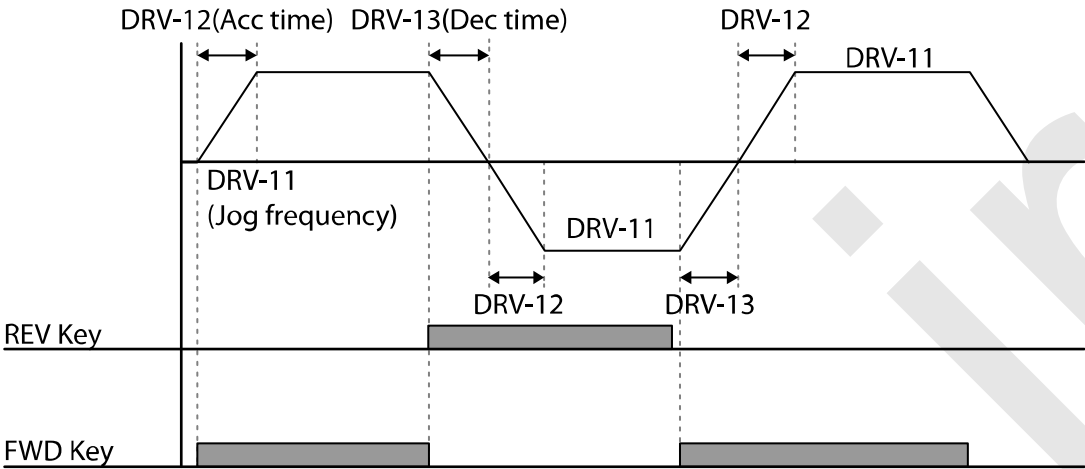 DRV-12(Acc time) DRV-13(Dec time) DRV-12
DRV-11
DRV-11
(Jog frequency)
DRV-11
DRV-12 DRV-13
REV Key
FWD Key